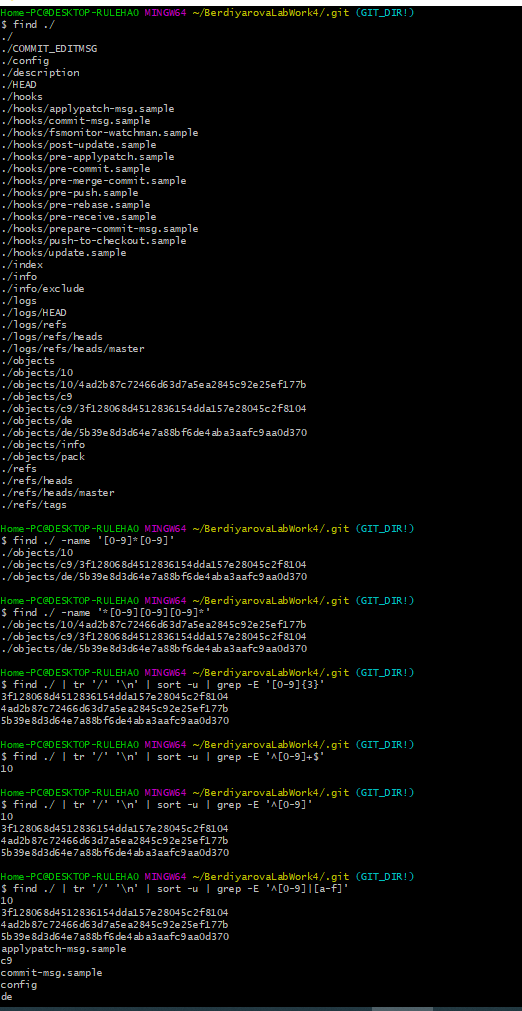 Home-PC@DESKTOP-RULEHAO MINGW64 ~/BerdiyarovaLabWork4/.git (GIT_DIR!)
$ find ./
./
./COMMIT_EDITMSG
./config
./description
./HEAD
./hooks
./hooks/applypatch-msg.sample
./hooks/commit-msg.sample
./hooks/fsmonitor-watchman.sample
./hooks/post-update.sample
./hooks/pre-applypatch.sample
./hooks/pre-commit.sample
./hooks/pre-merge-commit.sample
./hooks/pre-push.sample
./hooks/pre-rebase.sample
./hooks/pre-receive.sample
./hooks/prepare-commit-msg.sample
./hooks/push-to-checkout.sample
./hooks/update.sample
./index
./info
./info/exclude
./logs
./logs/HEAD
./logs/refs
./logs/refs/heads
./logs/refs/heads/master
./objects
./objects/10
./objects/10/4ad2b87c72466d63d7a5ea2845c92e25ef177b
./objects/c9
./objects/c9/3f128068d4512836154dda157e28045c2f8104
./objects/de
./objects/de/5b39e8d3d64e7a88bf6de4aba3aafc9aa0d370
./objects/info
./objects/pack
./refs
./refs/heads
./refs/heads/master
./refs/tags
Home-PC@DESKTOP-RULEHAO MINGW64 ~/BerdiyarovaLabWork4/.git (GIT_DIR!)
$ find ./ -name '[0-9]*[0-9]'
./objects/10
./objects/c9/3f128068d4512836154dda157e28045c2f8104
./objects/de/5b39e8d3d64e7a88bf6de4aba3aafc9aa0d370
Home-PC@DESKTOP-RULEHAO MINGW64 ~/BerdiyarovaLabWork4/.git (GIT_DIR!)
$ find ./ -name '*[0-9][0-9][0-9]*'
./objects/10/4ad2b87c72466d63d7a5ea2845c92e25ef177b
./objects/c9/3f128068d4512836154dda157e28045c2f8104
./objects/de/5b39e8d3d64e7a88bf6de4aba3aafc9aa0d370
Home-PC@DESKTOP-RULEHAO MINGW64 ~/BerdiyarovaLabWork4/.git (GIT_DIR!)
$ find ./ | tr '/' '\n' | sort -u | grep -E '[0-9]{3}'
3f128068d4512836154dda157e28045c2f8104
4ad2b87c72466d63d7a5ea2845c92e25ef177b
5b39e8d3d64e7a88bf6de4aba3aafc9aa0d370
Home-PC@DESKTOP-RULEHAO MINGW64 ~/BerdiyarovaLabWork4/.git (GIT_DIR!)
$ find ./ | tr '/' '\n' | sort -u | grep -E '^[0-9]+$'
10
Home-PC@DESKTOP-RULEHAO MINGW64 ~/BerdiyarovaLabWork4/.git (GIT_DIR!)
$ find ./ | tr '/' '\n' | sort -u | grep -E '^[0-9]'
10
3f128068d4512836154dda157e28045c2f8104
4ad2b87c72466d63d7a5ea2845c92e25ef177b
5b39e8d3d64e7a88bf6de4aba3aafc9aa0d370
Home-PC@DESKTOP-RULEHAO MINGW64 ~/BerdiyarovaLabWork4/.git (GIT_DIR!)
$ find ./ | tr '/' '\n' | sort -u | grep -E '^[0-9]|[a-f]'
10
3f128068d4512836154dda157e28045c2f8104
4ad2b87c72466d63d7a5ea2845c92e25ef177b
5b39e8d3d64e7a88bf6de4aba3aafc9aa0d370
applypatch-msg.sample
c9
commit-msg.sample
config
de